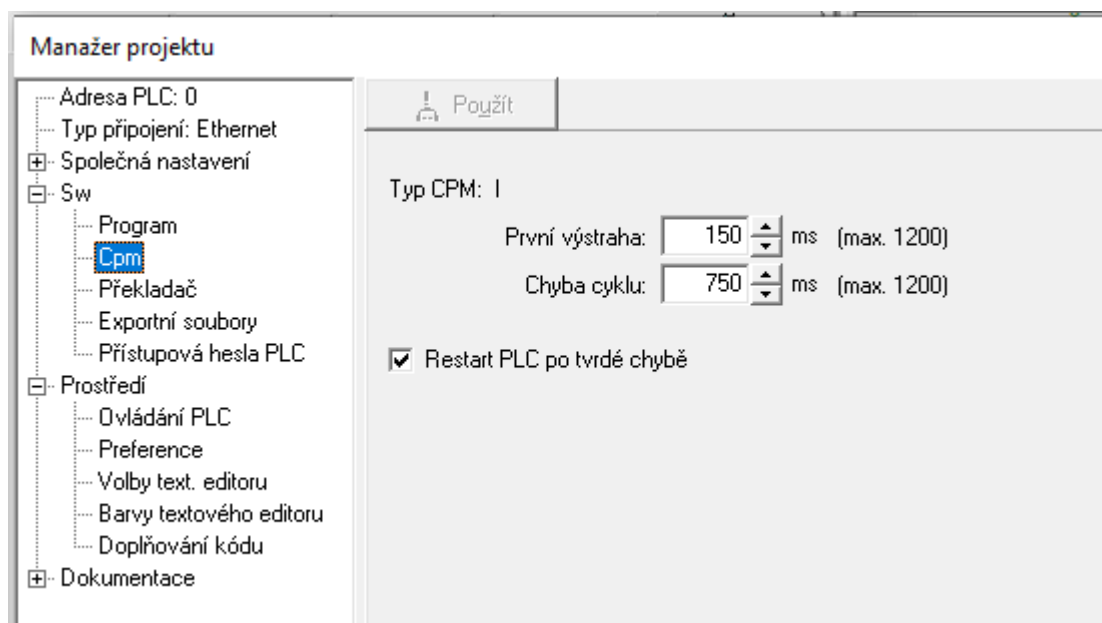 Manažer projektu
Adresa PLC: 0
Typ připojení: Ethernet
Společná nastavení
Sw
Program
Cpm
Překladač
Exportní soubory
Přístupová hesla PLC
Prostředí
Ovládání PLC
Preference
Volby text. editoru
Barvy textového editoru
Doplňování kódu
Dokumentace
Použít
Typ CPM: I
První výstraha: 150 ms (max. 1200)
Chyba cyklu: 750 ms (max. 1200)
Restart PLC po tvrdé chybě